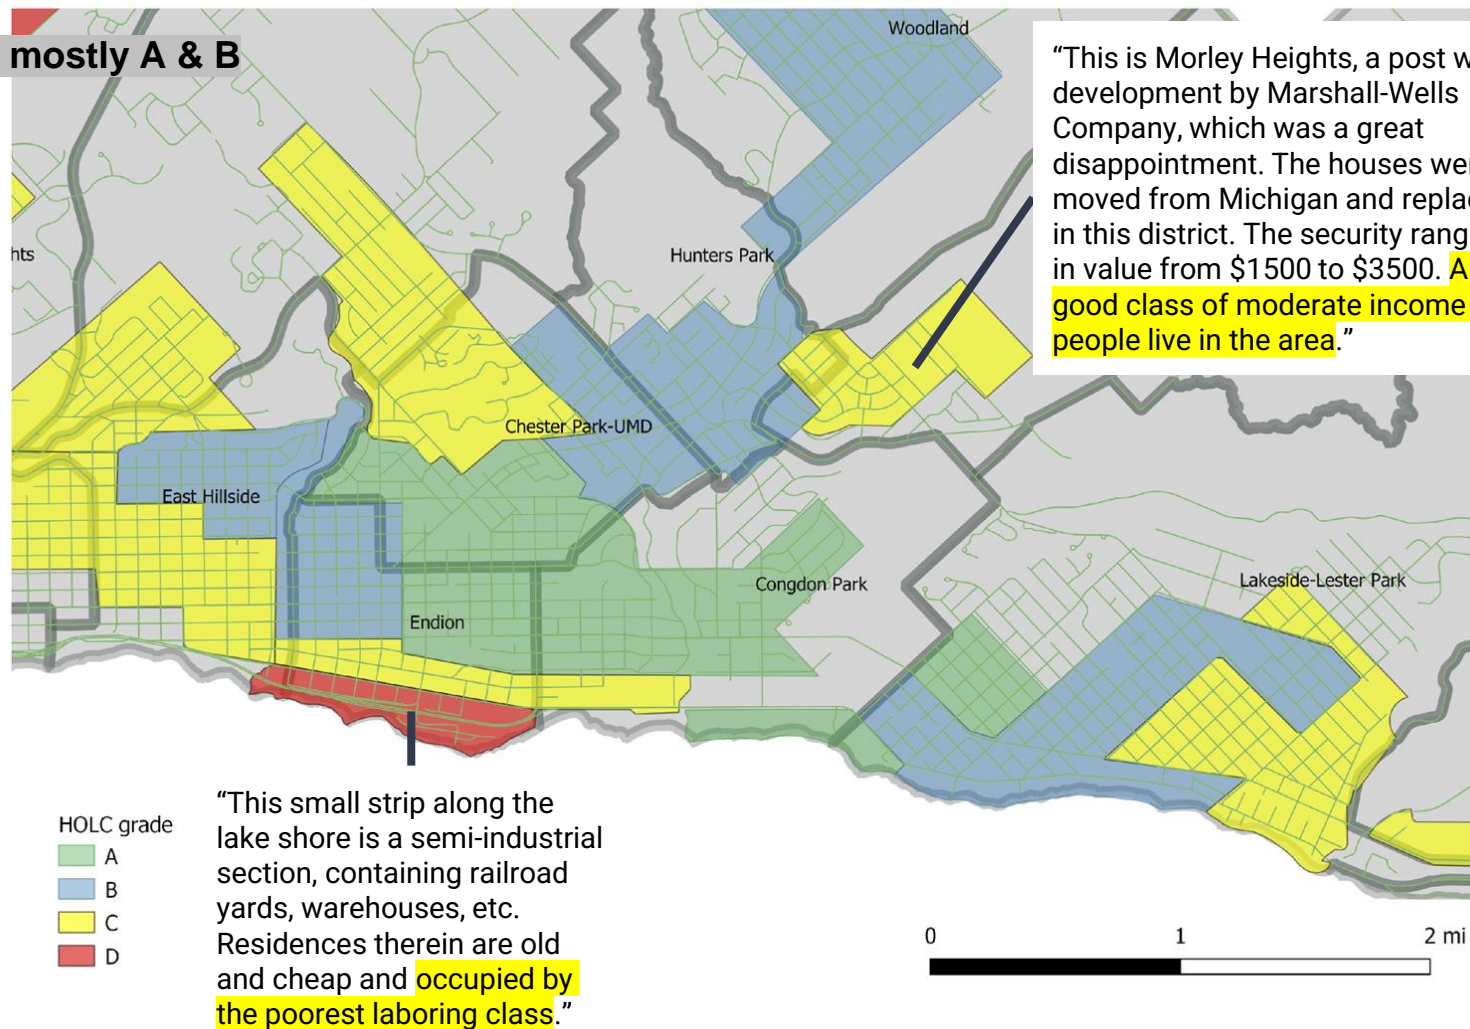 mostly A & B
Woodland
“This is Morley Heights, a post w
development by Marshall-Wells
Company, which was a great
disappointment. The houses wer
moved from Michigan and repla
in this district. The security rang
in value from $1500 to $3500. A
good class of moderate income
people live in the area.”
hts
Hunters Park
Chester Park-UMD
East Hillside
Congdon Park
Lakeside-Lester Park
Endion
HOLC grade
A
B
C
D
“This small strip along the
lake shore is a semi-industrial
section, containing railroad
yards, warehouses, etc.
Residences therein are old
and cheap and occupied by
the poorest laboring class.”
0 1 2 mi